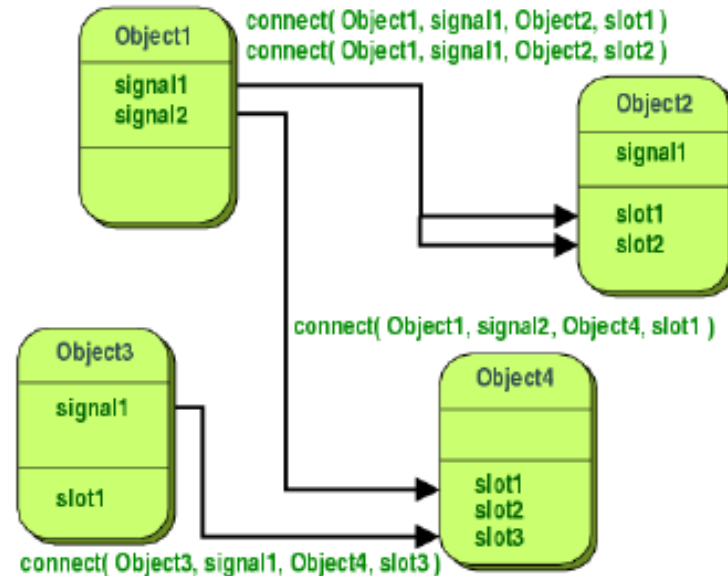 Object1
signal1
signal2
connect( Object1, signal1, Object2, slot1 )
connect( Object1, signal1, Object2, slot2 )
Object2
signal1
slot1
slot2
connect( Object1, signal2, Object4, slot1 )
Object3
signal1
slot1
Object4
slot1
slot2
slot3
connect( Object3, signal1, Object4, slot3 )